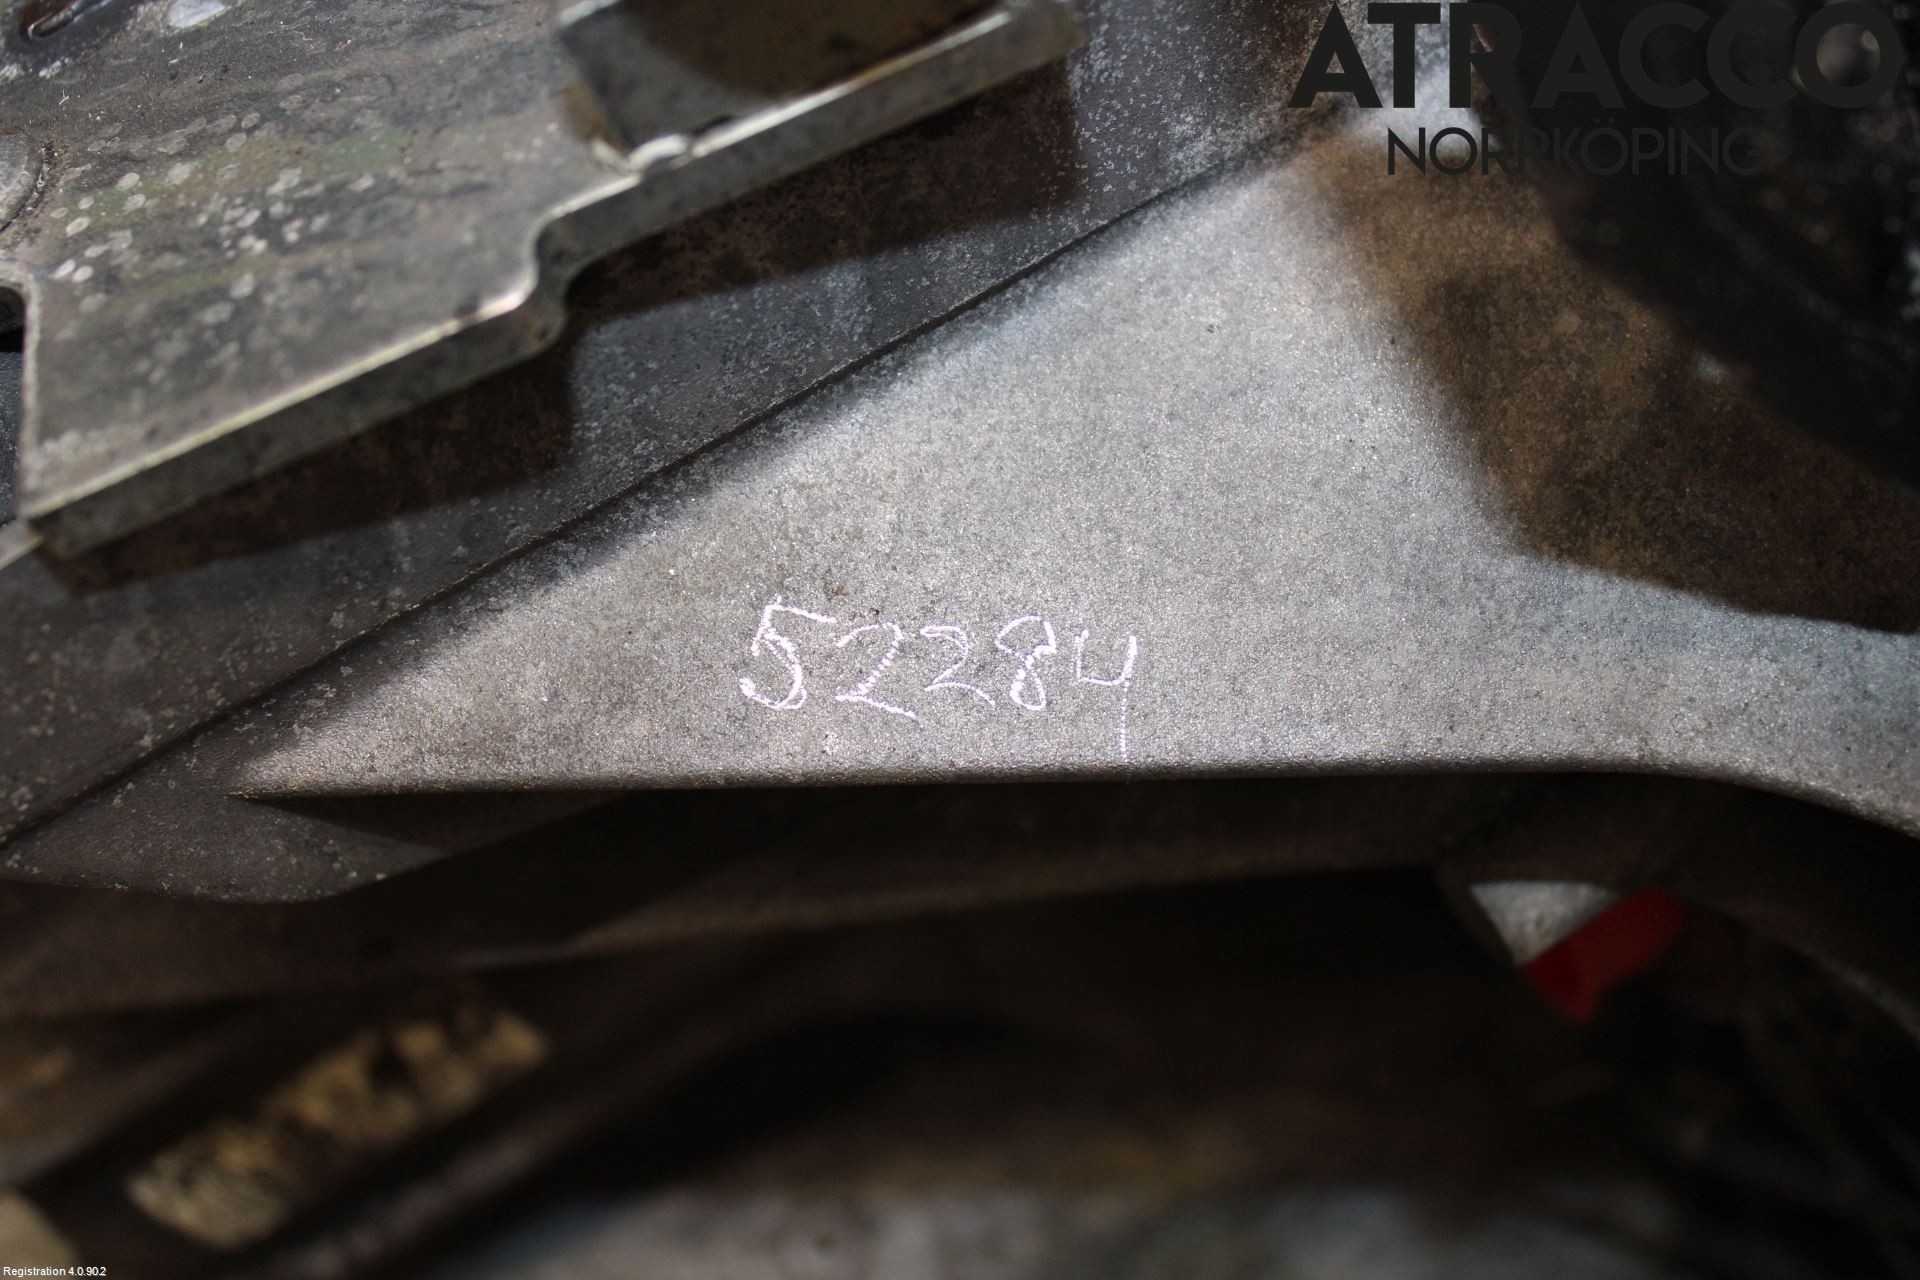 ATRACCO
NORRKÖPING
52284
Registration 4.0.90.2